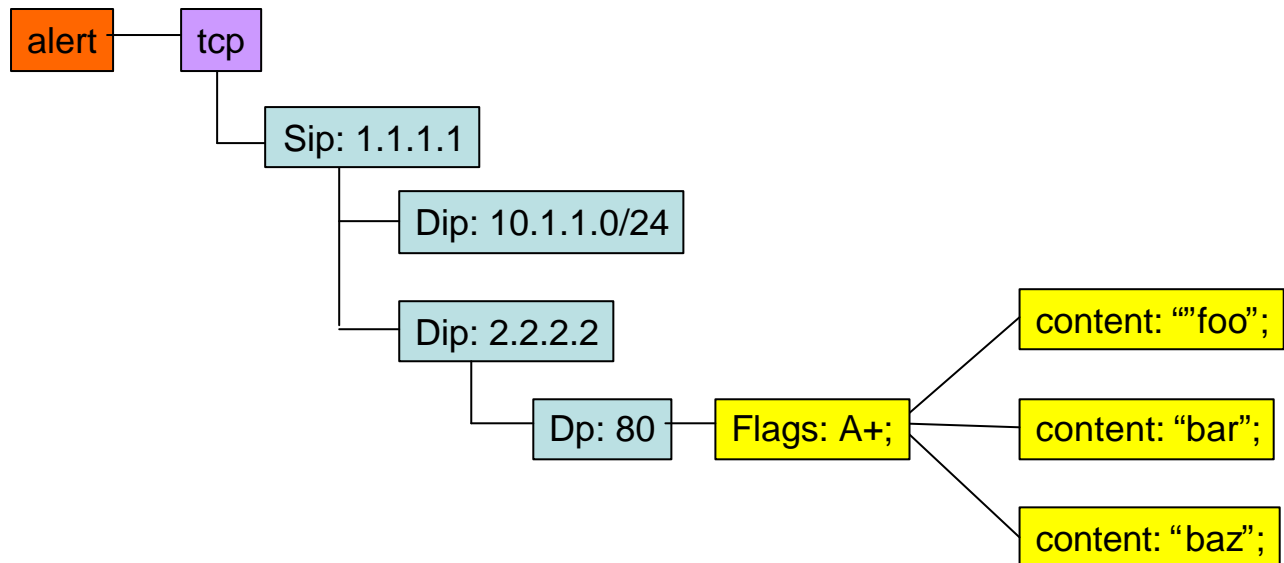 alert
tcp
Sip: 1.1.1.1
Dip: 10.1.1.0/24
Dip: 2.2.2.2
Dp: 80
Flags: A+;
content: “”foo”;
content: “bar”;
content: “baz”;